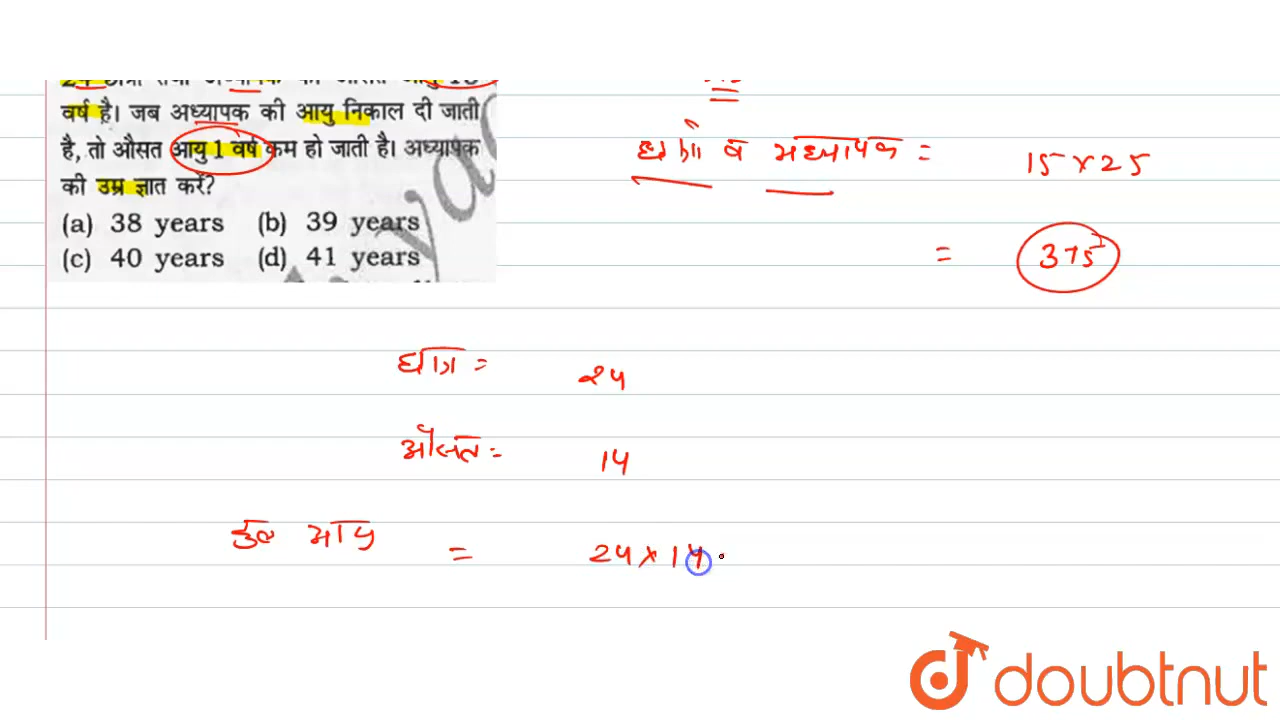 वर्ष है। जब अध्यापक की आयु निकाल दी जाती
है, तो औसत आयु 1 वर्ष कम हो जाती है। अध्यापक
की उम्र ज्ञात करें?
(a) 38 years (b) 39 years
(c) 40 years (d) 41 years
छात्रों व अध्यापक = 15 × 25
= 375
छात्र = 24
औसत = 14
कुल आयु = 24 × 14
doubtnut